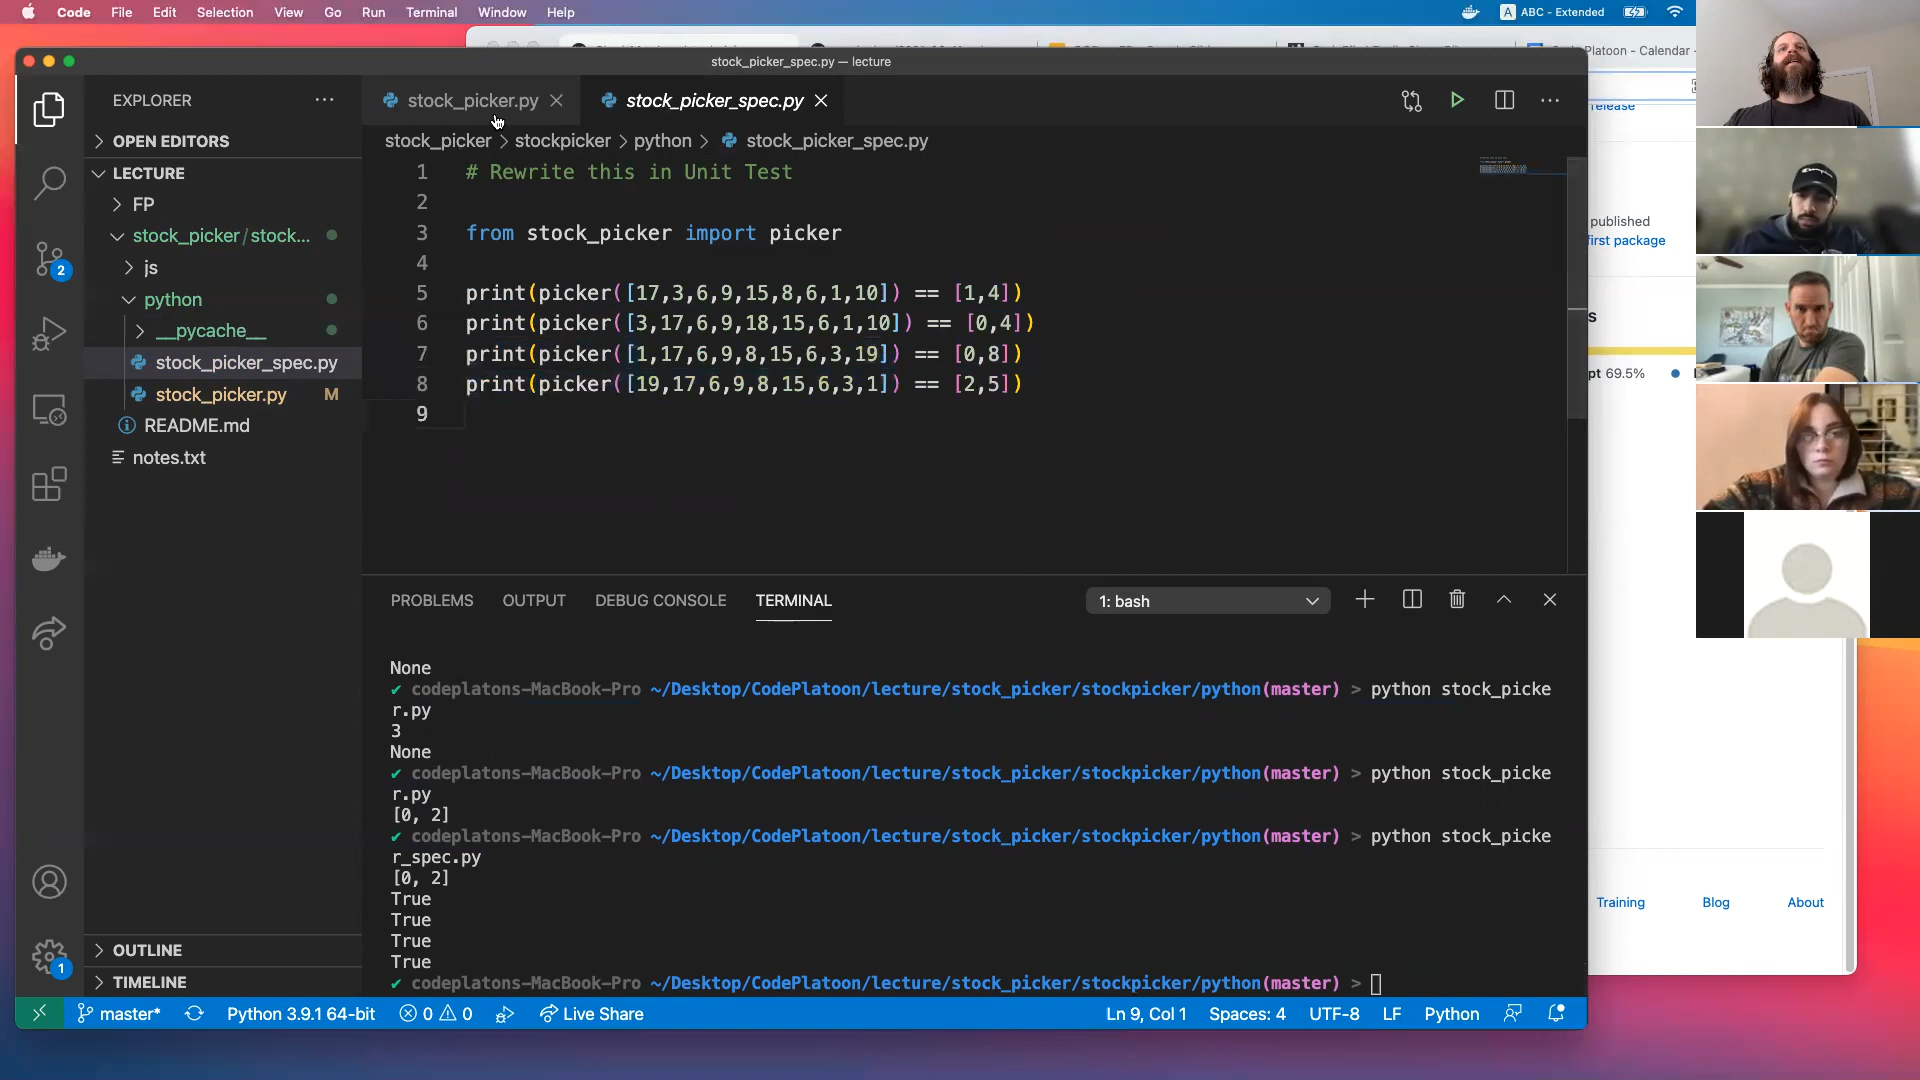 Code File Edit Selection View Go Run Terminal Window Help
A ABC - Extended
Platoon - Calendar
stock_picker_spec.py — lecture
EXPLORER
stock_picker.py
stock_picker_spec.py
release
OPEN EDITORS
stock_picker > stockpicker > python > stock_picker_spec.py
LECTURE
FP
stock_picker/stock...
js
python
__pycache__
stock_picker_spec.py
stock_picker.py M
README.md
notes.txt
2
1 # Rewrite this in Unit Test
2
3 from stock_picker import picker
4
5 print(picker([17,3,6,9,15,8,6,1,10]) == [1,4])
6 print(picker([3,17,6,9,18,15,6,1,10]) == [0,4])
7 print(picker([1,17,6,9,8,15,6,3,19]) == [0,8])
8 print(picker([19,17,6,9,8,15,6,3,1]) == [2,5])
9
published
first package
s
pt 69.5%
Champion
PROBLEMS OUTPUT DEBUG CONSOLE TERMINAL
1: bash
None
✔ codeplatons-MacBook-Pro ~/Desktop/CodePlatoon/lecture/stock_picker/stockpicker/python(master) > python stock_picke
r.py
3
None
✔ codeplatons-MacBook-Pro ~/Desktop/CodePlatoon/lecture/stock_picker/stockpicker/python(master) > python stock_picke
r.py
[0, 2]
✔ codeplatons-MacBook-Pro ~/Desktop/CodePlatoon/lecture/stock_picker/stockpicker/python(master) > python stock_picke
r_spec.py
[0, 2]
True
True
True
True
✔ codeplatons-MacBook-Pro ~/Desktop/CodePlatoon/lecture/stock_picker/stockpicker/python(master) >
Training Blog About
OUTLINE
1
TIMELINE
master* Python 3.9.1 64-bit 0 0 Live Share
Ln 9, Col 1 Spaces: 4 UTF-8 LF Python